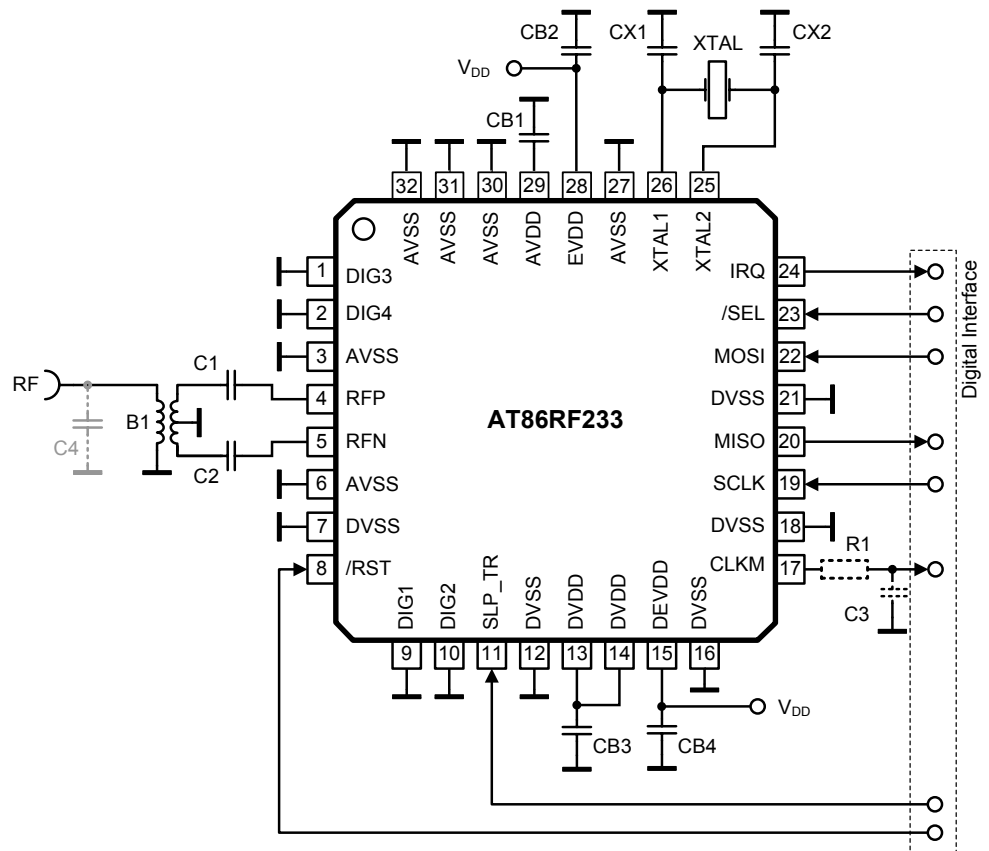 CB2
CX1
XTAL
CX2
V_DD
CB1
32
31
30
29
28
27
26
25
AVSS
AVSS
AVSS
AVDD
EVDD
AVSS
XTAL1
XTAL2
1
DIG3
2
DIG4
3
AVSS
RF
C1
4
RFP
C4
B1
5
RFN
C2
6
AVSS
7
DVSS
8
/RST
AT86RF233
IRQ
24
/SEL
23
MOSI
22
DVSS
21
MISO
20
SCLK
19
DVSS
18
CLKM
17
R1
C3
Digital Interface
DIG1
DIG2
SLP_TR
DVSS
DVDD
DVDD
DEVDD
DVSS
9
10
11
12
13
14
15
16
V_DD
CB3
CB4